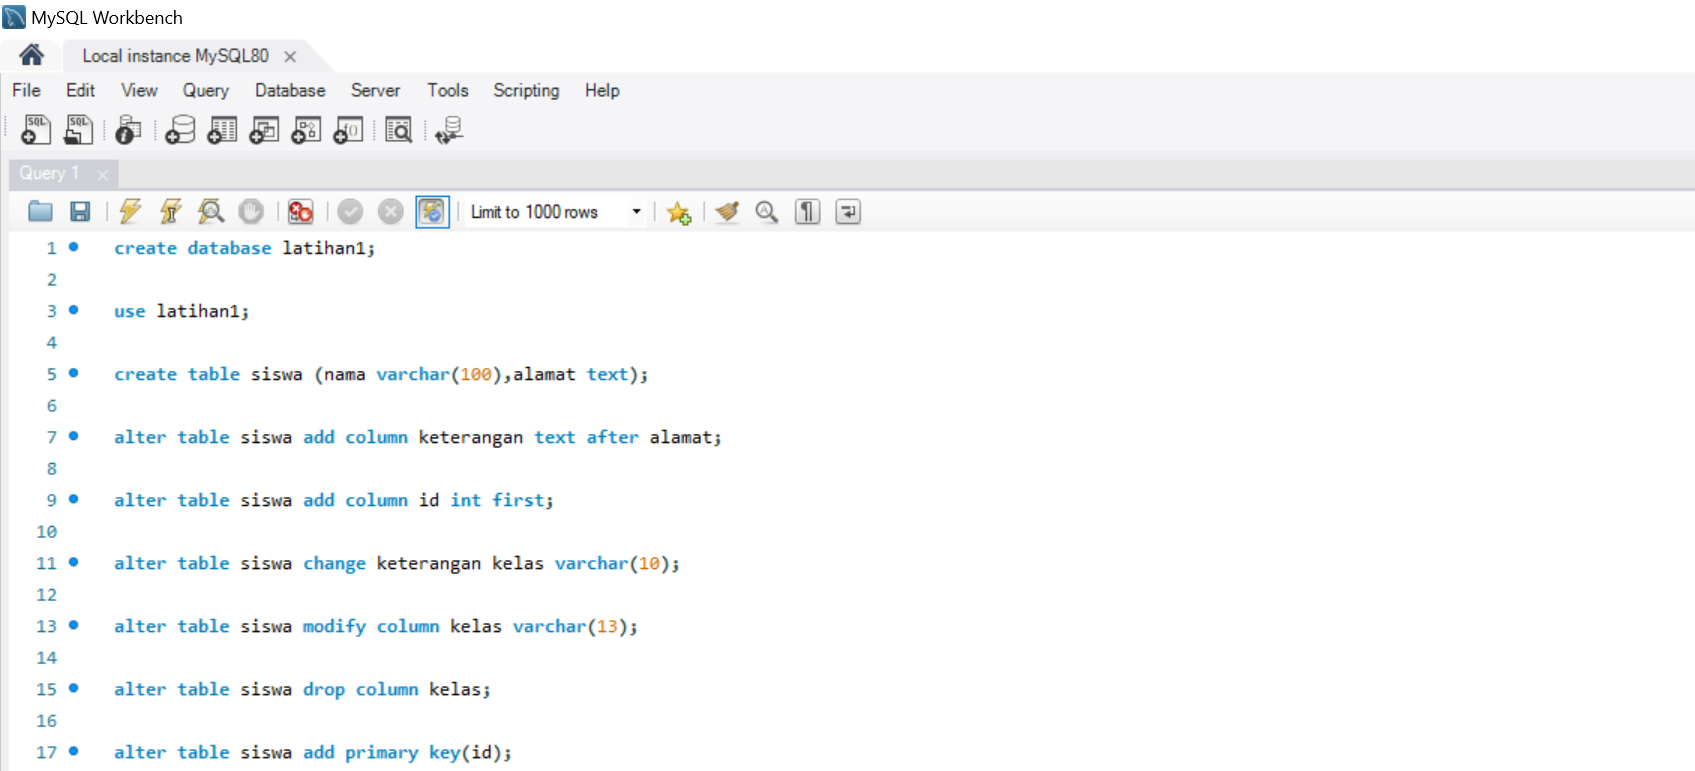 MySQL Workbench
Local instance MySQL80
File Edit View Query Database Server Tools Scripting Help
SQL SQL
Query 1
Limit to 1000 rows
1 create database latihan1;
2
3 use latihan1;
4
5 create table siswa (nama varchar(100),alamat text);
6
7 alter table siswa add column keterangan text after alamat;
8
9 alter table siswa add column id int first;
10
11 alter table siswa change keterangan kelas varchar(10);
12
13 alter table siswa modify column kelas varchar(13);
14
15 alter table siswa drop column kelas;
16
17 alter table siswa add primary key(id);